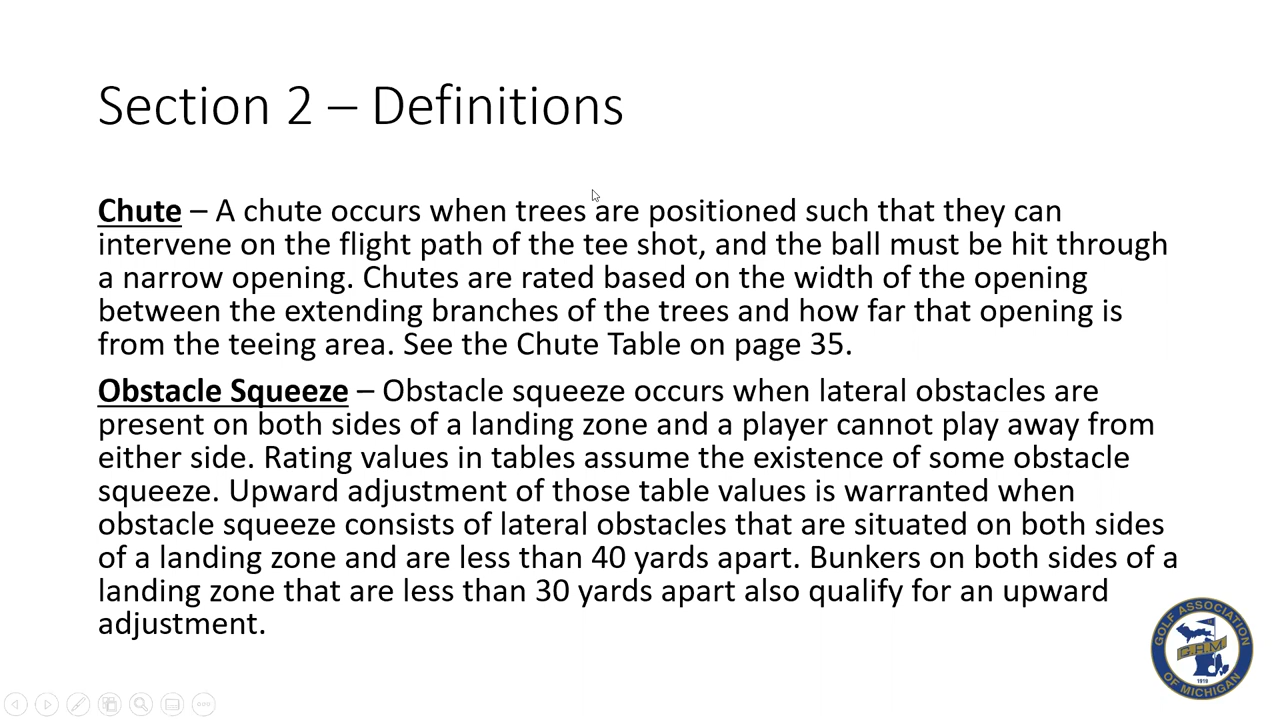 Section 2 – Definitions
Chute – A chute occurs when trees are positioned such that they can
intervene on the flight path of the tee shot, and the ball must be hit through
a narrow opening. Chutes are rated based on the width of the opening
between the extending branches of the trees and how far that opening is
from the teeing area. See the Chute Table on page 35.
Obstacle Squeeze – Obstacle squeeze occurs when lateral obstacles are
present on both sides of a landing zone and a player cannot play away from
either side. Rating values in tables assume the existence of some obstacle
squeeze. Upward adjustment of those table values is warranted when
obstacle squeeze consists of lateral obstacles that are situated on both sides
of a landing zone and are less than 40 yards apart. Bunkers on both sides of a
landing zone that are less than 30 yards apart also qualify for an upward
adjustment.
GOLF ASSOCIATION
G.A.M
1919
OF MICHIGAN